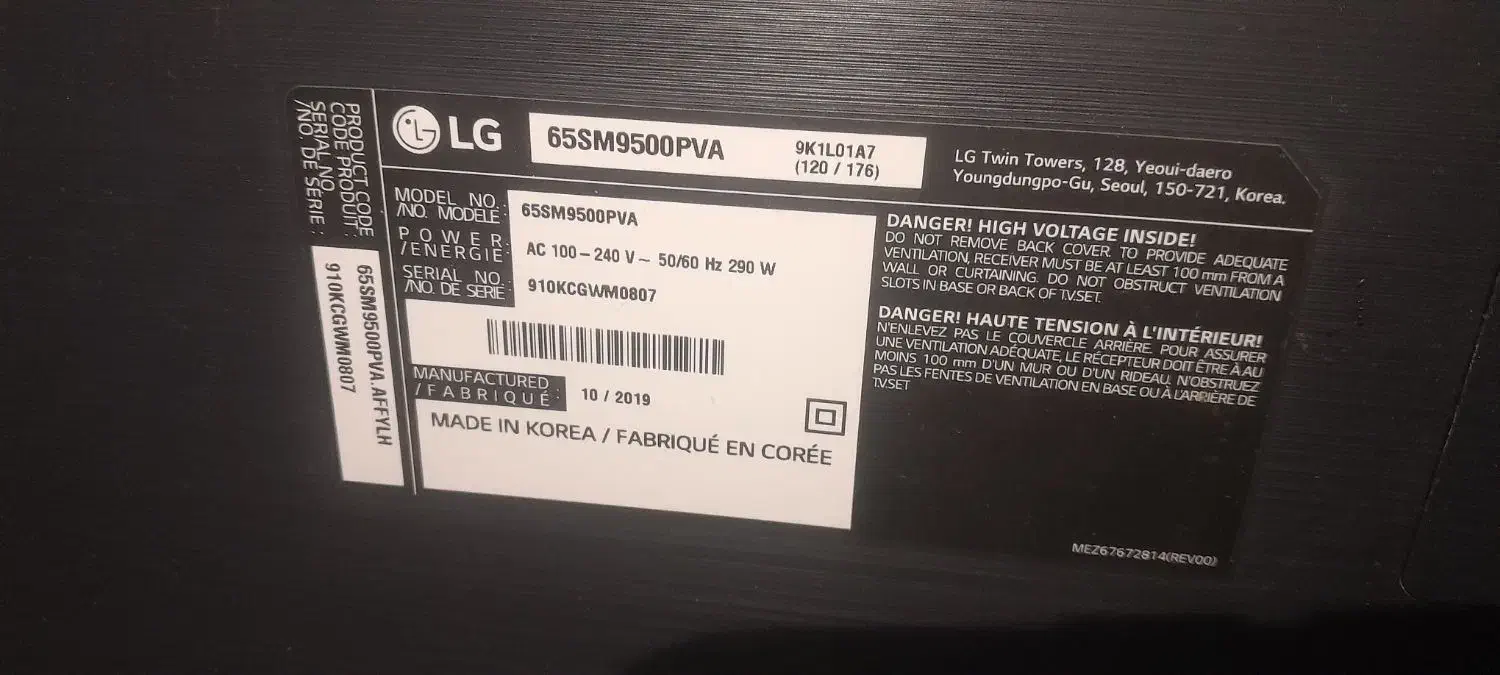 PRODUCT CODE
CODE PRODUIT :
SERIAL NO.
/NO. DE SÉRIE :
65SM9500PVA.AFFYLH
910KCGWM0807
LG
65SM9500PVA
9K1L01A7
(120 / 176)
LG Twin Towers, 128, Yeoui-daero
Youngdungpo-Gu, Seoul, 150-721, Korea.
MODEL NO. :
/NO. MODÈLE :
65SM9500PVA
POWER :
/ENERGIE :
AC 100 – 240 V ~ 50/60 Hz 290 W
SERIAL NO. :
/NO. DE SÉRIE :
910KCGWM0807
MANUFACTURED :
/FABRIQUÉ :
10 / 2019
MADE IN KOREA / FABRIQUÉ EN CORÉE
DANGER! HIGH VOLTAGE INSIDE!
DO NOT REMOVE BACK COVER. TO PROVIDE ADEQUATE
VENTILATION, RECEIVER MUST BE AT LEAST 100 mm FROM A
WALL OR CURTAINING. DO NOT OBSTRUCT VENTILATION
SLOTS IN BASE OR BACK OF TV.SET.
DANGER! HAUTE TENSION À L'INTÉRIEUR!
N'ENLEVEZ PAS LE COUVERCLE ARRIÈRE. POUR ASSURER
UNE VENTILATION ADÉQUATE, LE RÉCEPTEUR DOIT ÊTRE À AU
MOINS 100 mm D'UN MUR OU D'UN RIDEAU. N'OBSTRUEZ
PAS LES FENTES DE VENTILATION EN BASE OU À L'ARRIÈRE DE
TV.SET
MEZ67672814(REV00)